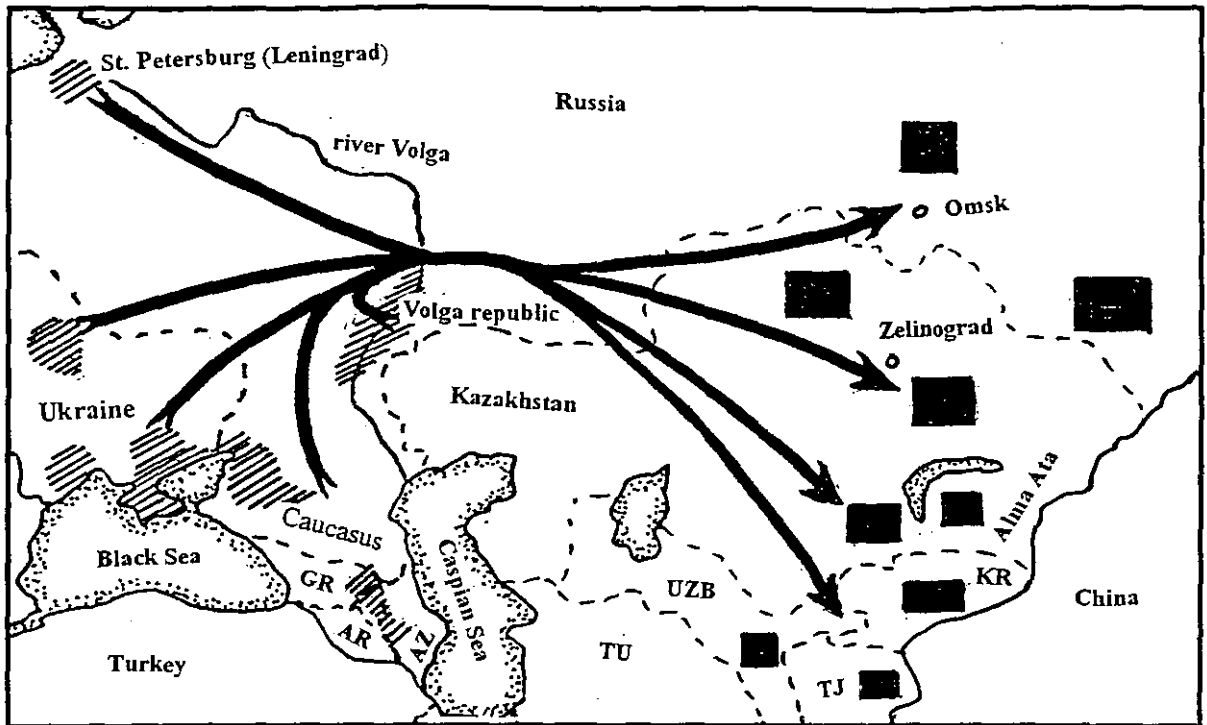 St. Petersburg (Leningrad)
Russia
river Volga
Omsk
Volga republic
Zelinograd
Ukraine
Kazakhstan
Alma Ata
Caucasus
Black Sea
Caspian Sea
GR
UZB
KR
China
AR
AZ
TU
Turkey
TJ